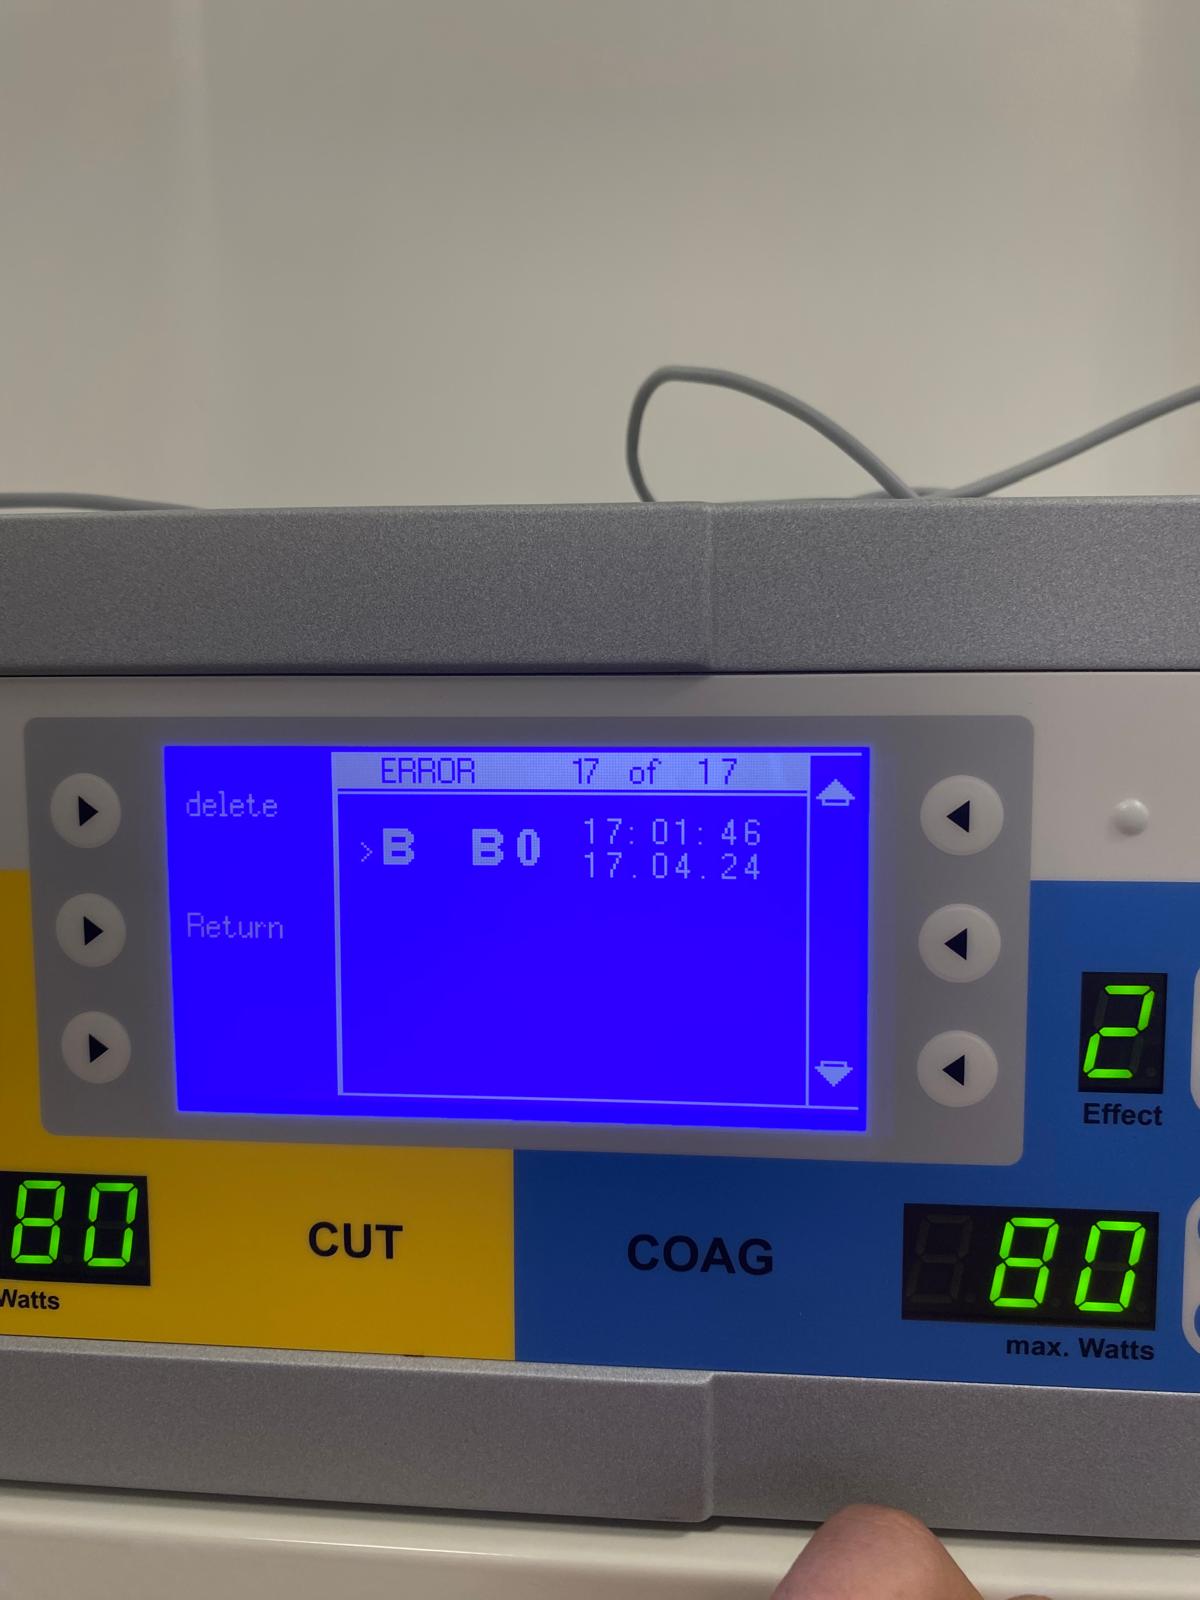 ERROR 17 of 17
delete
>B B0 17:01:46
17.04.24
Return
2
Effect
80
Watts
CUT
COAG
80
max. Watts